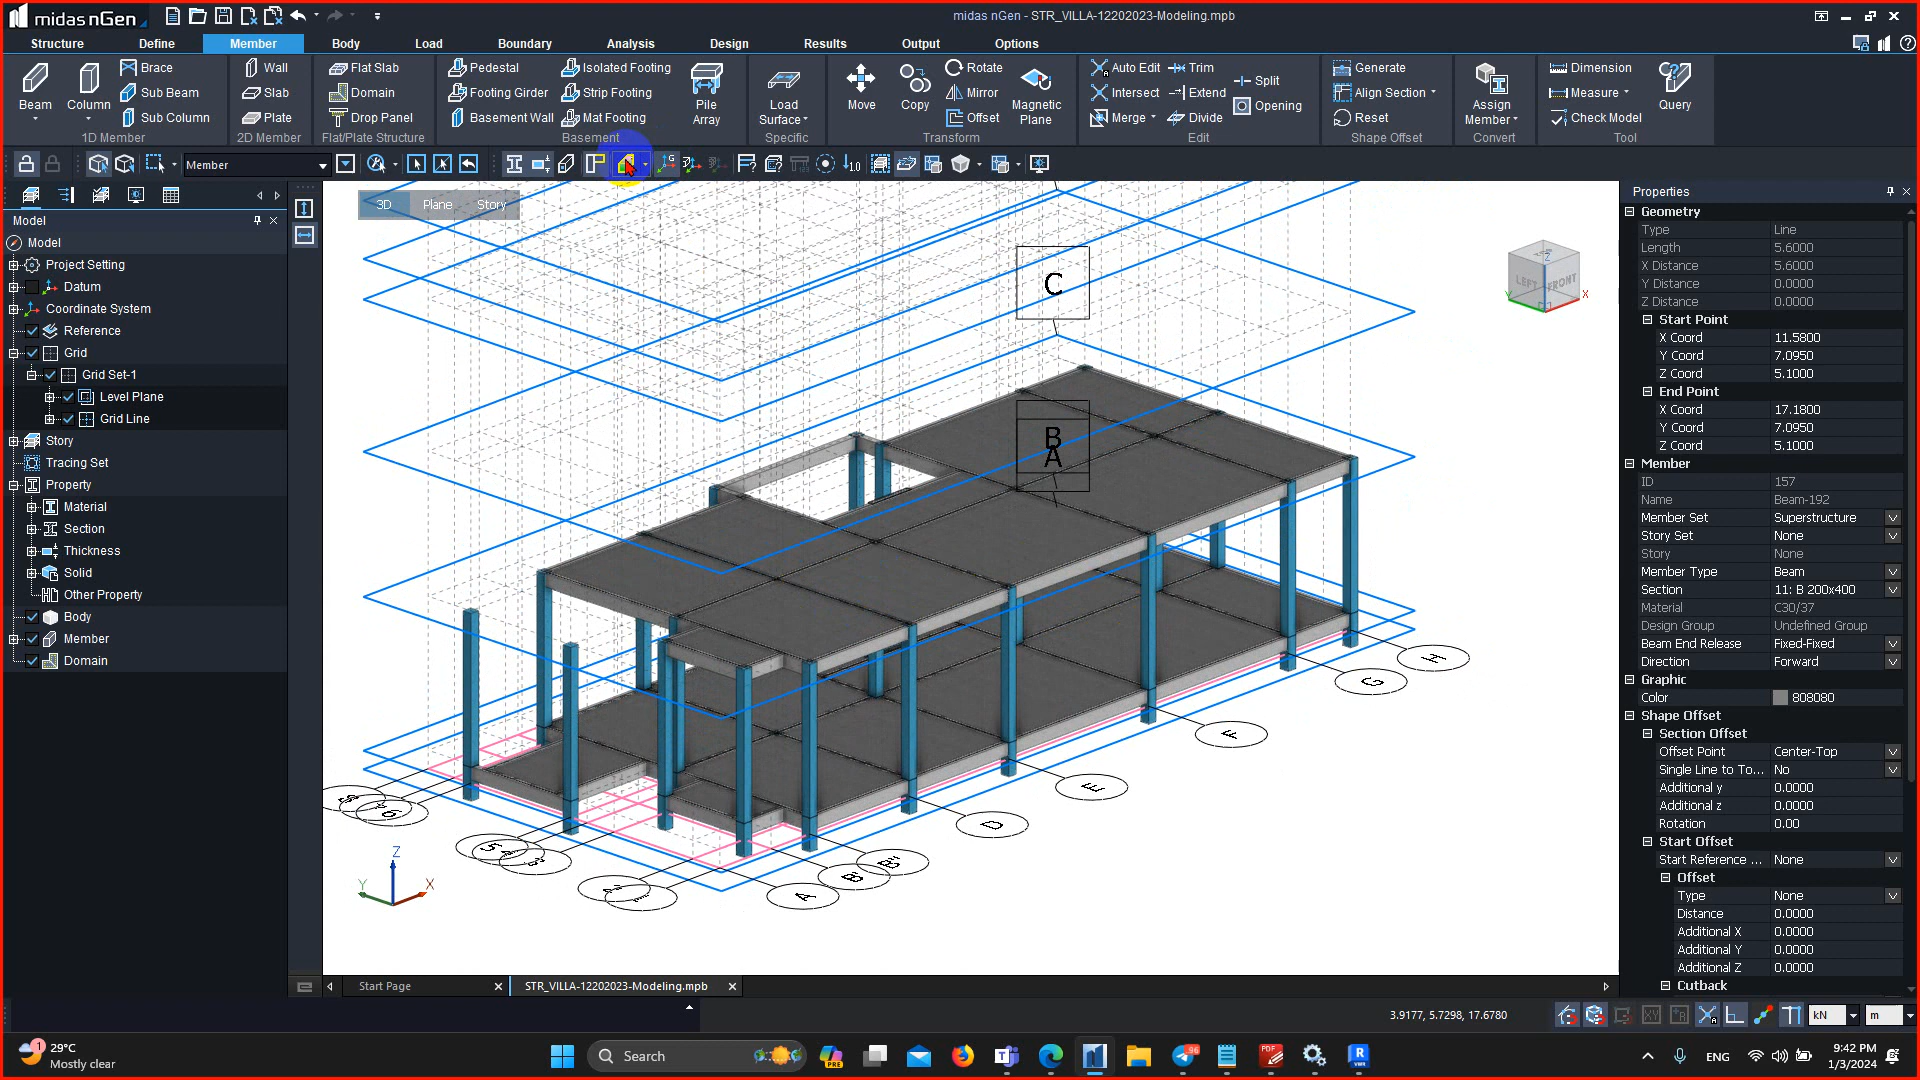 midas nGen
midas nGen - STR_VILLA-12202023-Modeling.mpb
Structure Define Member Body Load Boundary Analysis Design Results Output Options
Beam
Column
Brace
Sub Beam
Sub Column
1D Member
Wall
Slab
Plate
2D Member
Flat Slab
Domain
Drop Panel
Flat/Plate Structure
Pedestal
Footing Girder
Basement Wall
Isolated Footing
Strip Footing
Mat Footing
Pile
Array
Basement
Load
Surface
Specific
Move
Copy
Rotate
Mirror
Offset
Magnetic
Plane
Transform
Auto Edit
Intersect
Merge
Trim
Extend
Divide
Split
Opening
Edit
Generate
Align Section
Reset
Shape Offset
Assign
Member
Convert
Dimension
Measure
Check Model
Query
Tool
Member
1.0
Model
Model
Project Setting
Datum
Coordinate System
Reference
Grid
Grid Set-1
Level Plane
Grid Line
Story
Tracing Set
Property
Material
Section
Thickness
Solid
Other Property
Body
Member
Domain
3D Plane Story
C
B
A
LEFT FRONT
Z
X
Y
H
G
F
E
D
B"
B'
A
Z
Y
X
Start Page
STR_VILLA-12202023-Modeling.mpb
Properties
Geometry
Type Line
Length 5.6000
X Distance 5.6000
Y Distance 0.0000
Z Distance 0.0000
Start Point
X Coord 11.5800
Y Coord 7.0950
Z Coord 5.1000
End Point
X Coord 17.1800
Y Coord 7.0950
Z Coord 5.1000
Member
ID 157
Name Beam-192
Member Set Superstructure
Story Set None
Story None
Member Type Beam
Section 11: B 200x400
Material C30/37
Design Group Undefined Group
Beam End Release Fixed-Fixed
Direction Forward
Graphic
Color 808080
Shape Offset
Section Offset
Offset Point Center-Top
Single Line to To... No
Additional y 0.0000
Additional z 0.0000
Rotation 0.00
Start Offset
Start Reference ... None
Offset
Type None
Distance 0.0000
Additional X 0.0000
Additional Y 0.0000
Additional Z 0.0000
Cutback
3.9177, 5.7298, 17.6780
kN
m
1
29°C
Mostly clear
Search
PRE
86
PDF
ENG
9:42 PM
1/3/2024